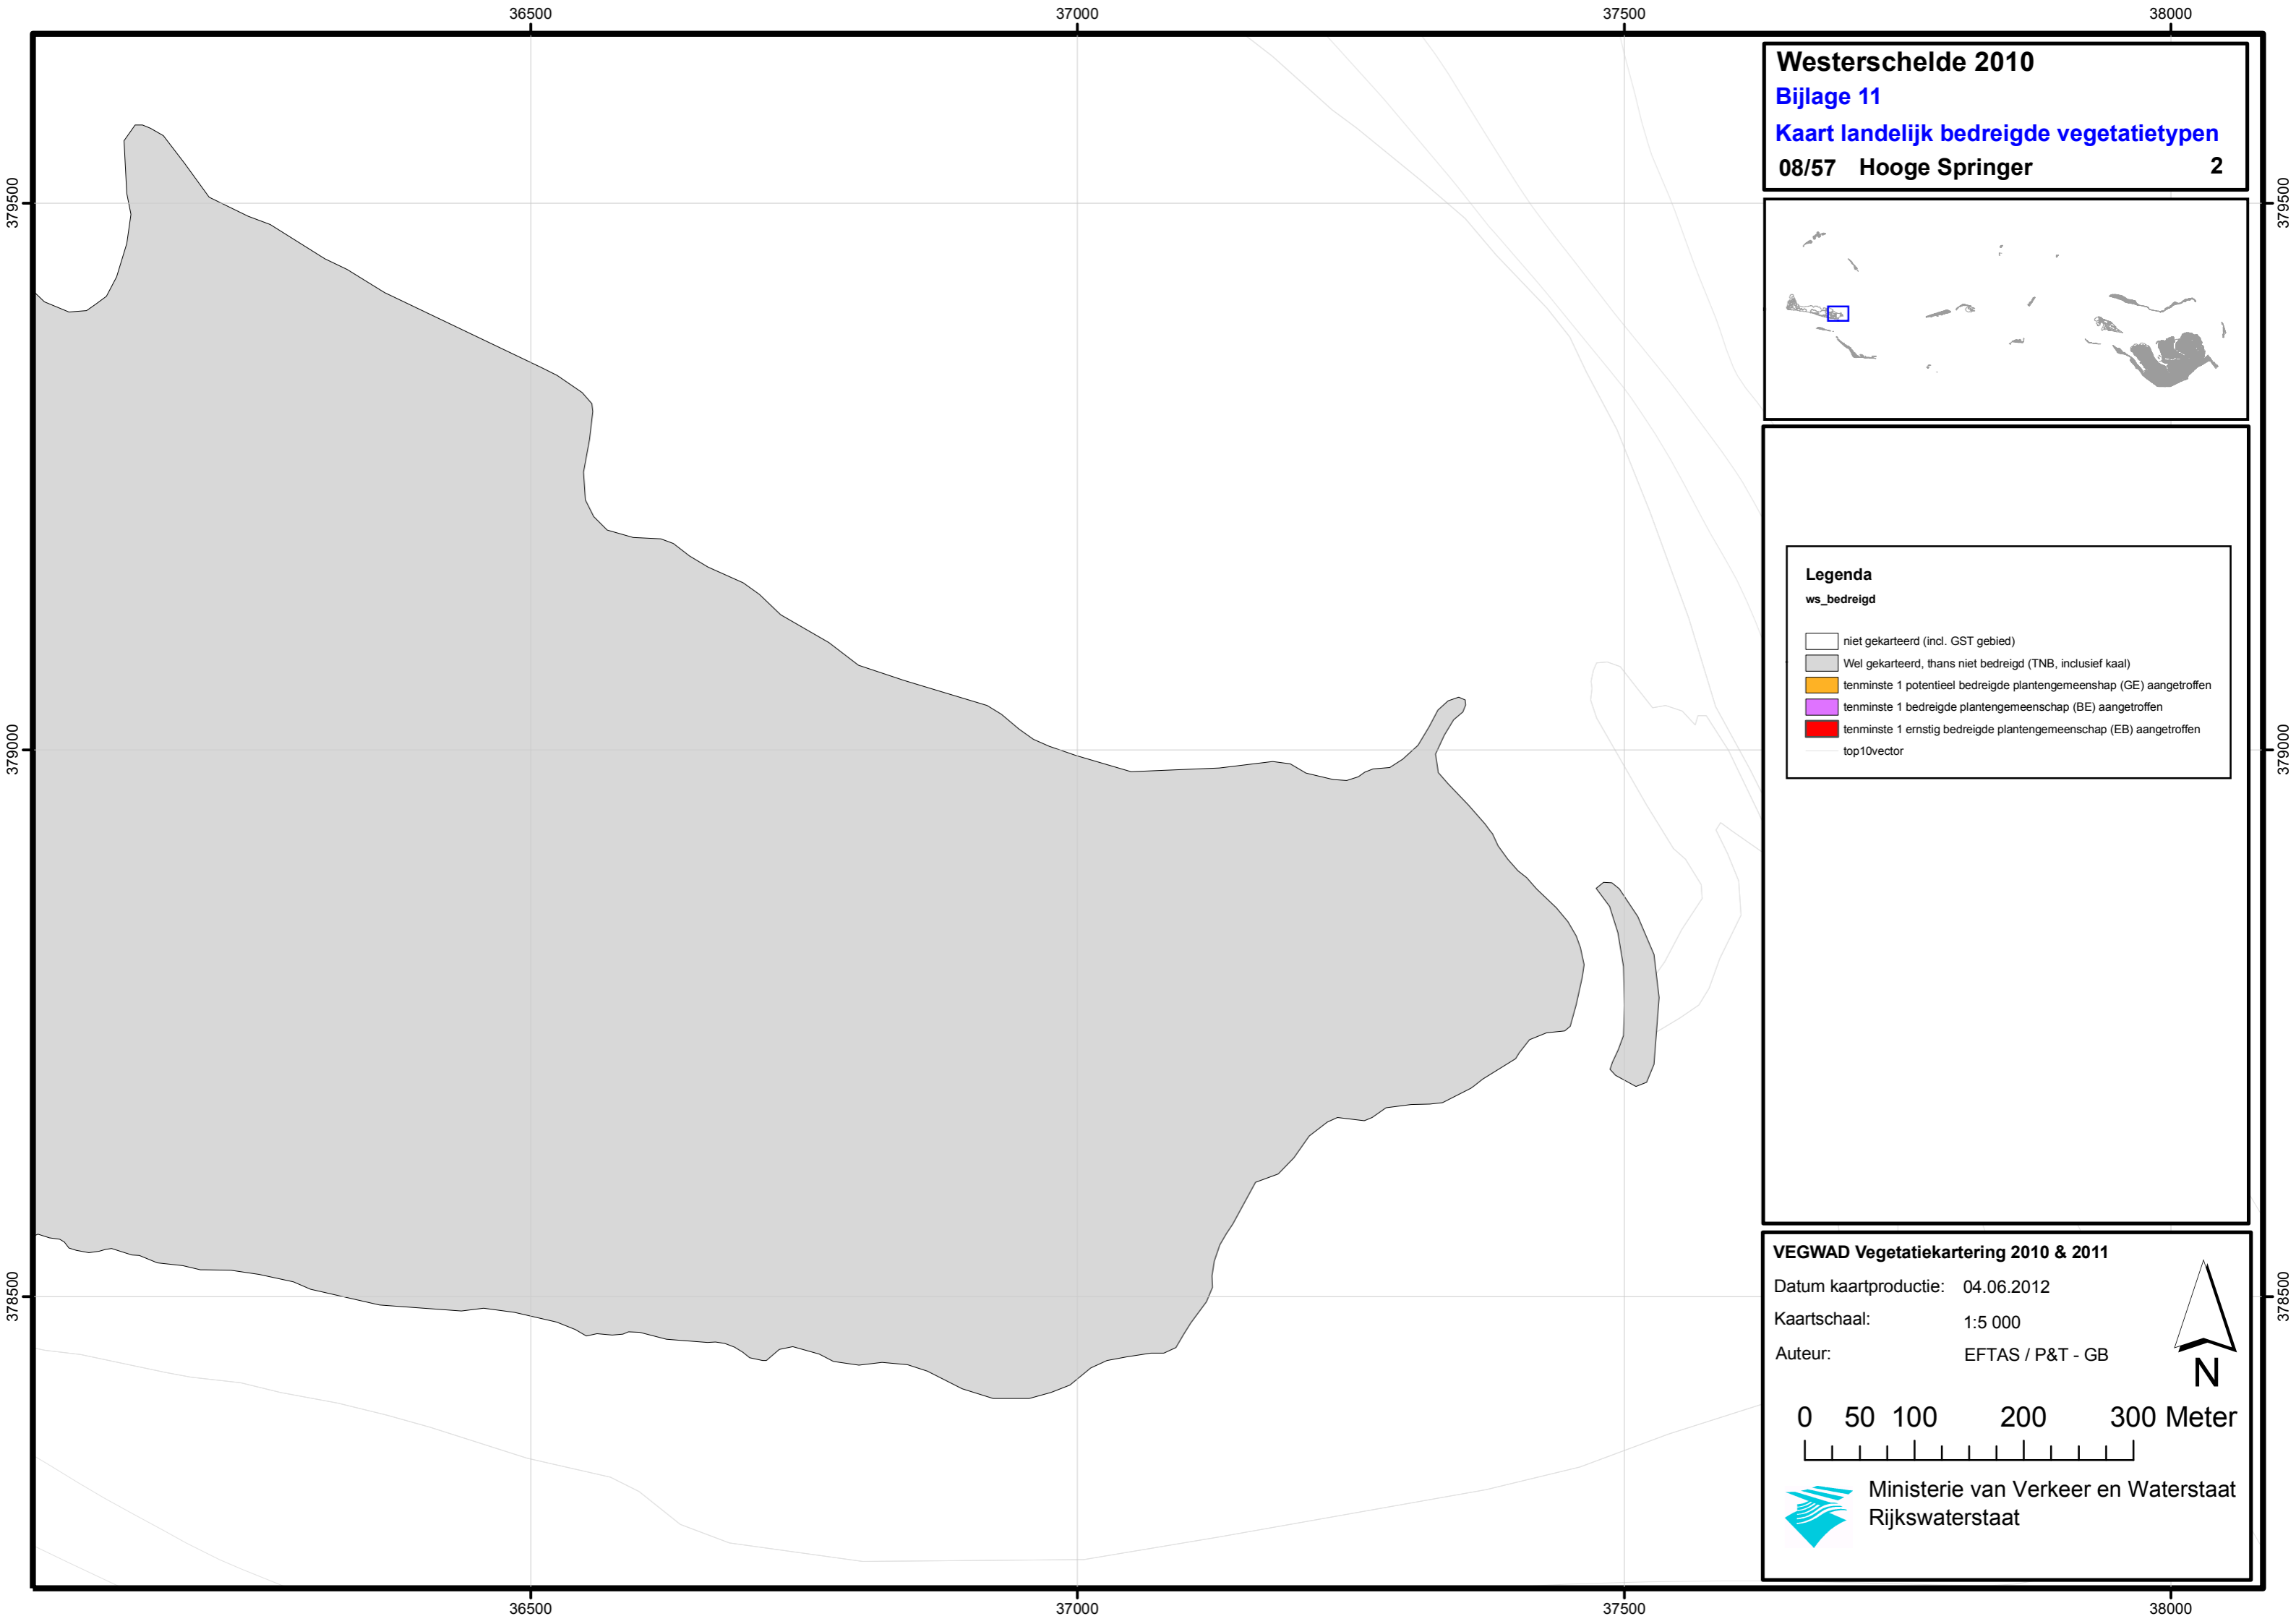 36500 37000 37500 38000
Westerschelde 2010
Bijlage 11
Kaart landelijk bedreigde vegetatietypen
08/57 Hooge Springer 2
379500 379500
Legenda
ws_bedreigd
niet gekarteerd (incl. GST gebied)
Wel gekarteerd, thans niet bedreigd (TNB, inclusief kaal)
tenminste 1 potentieel bedreigde plantengemeenshap (GE) aangetroffen
tenminste 1 bedreigde plantengemeenschap (BE) aangetroffen
tenminste 1 ernstig bedreigde plantengemeenschap (EB) aangetroffen
top10vector
379000 379000
VEGWAD Vegetatiekartering 2010 & 2011
Datum kaartproductie: 04.06.2012
Kaartschaal: 1:5 000
Auteur: EFTAS / P&T - GB
N
378500 378500
0 50 100 200 300 Meter
Ministerie van Verkeer en Waterstaat
Rijkswaterstaat
36500 37000 37500 38000